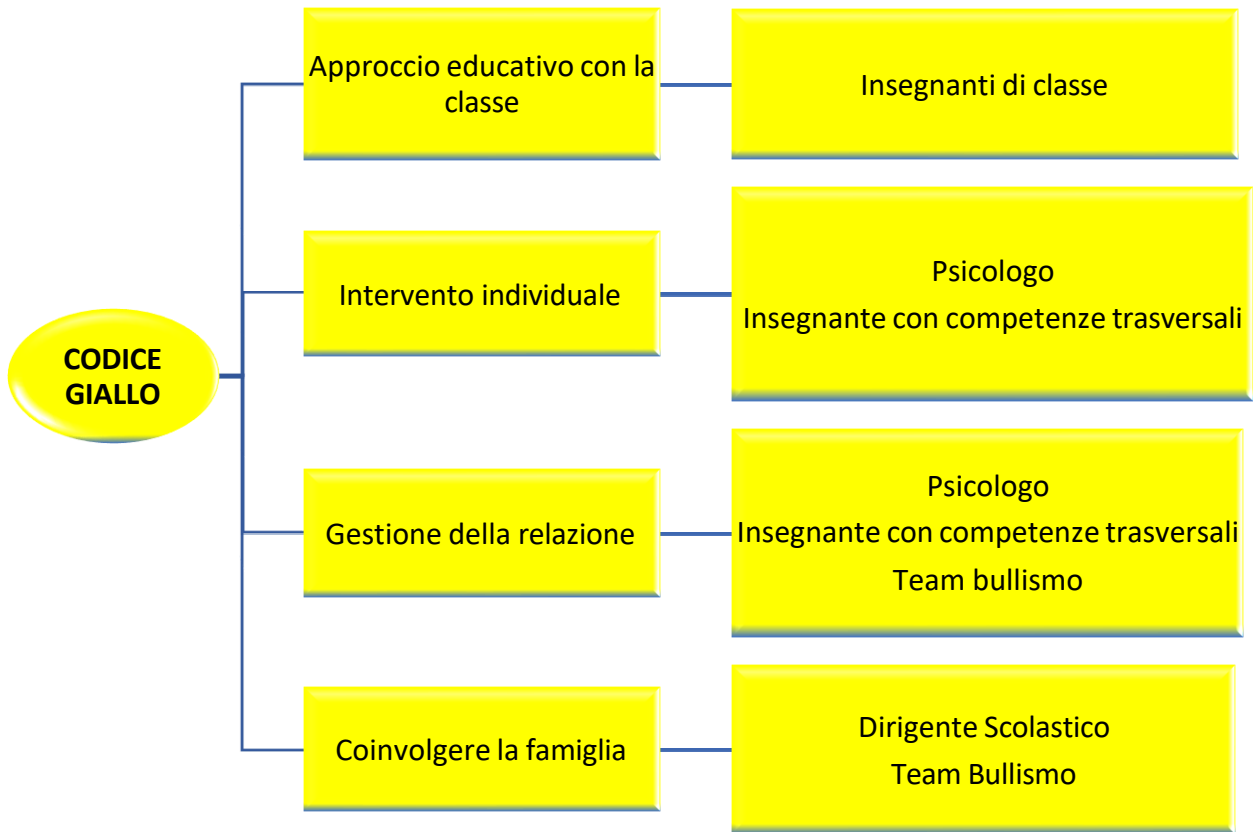 CODICE
GIALLO
Approccio educativo con la
classe
Insegnanti di classe
Intervento individuale
Psicologo
Insegnante con competenze trasversali
Gestione della relazione
Psicologo
Insegnante con competenze trasversali
Team bullismo
Coinvolgere la famiglia
Dirigente Scolastico
Team Bullismo